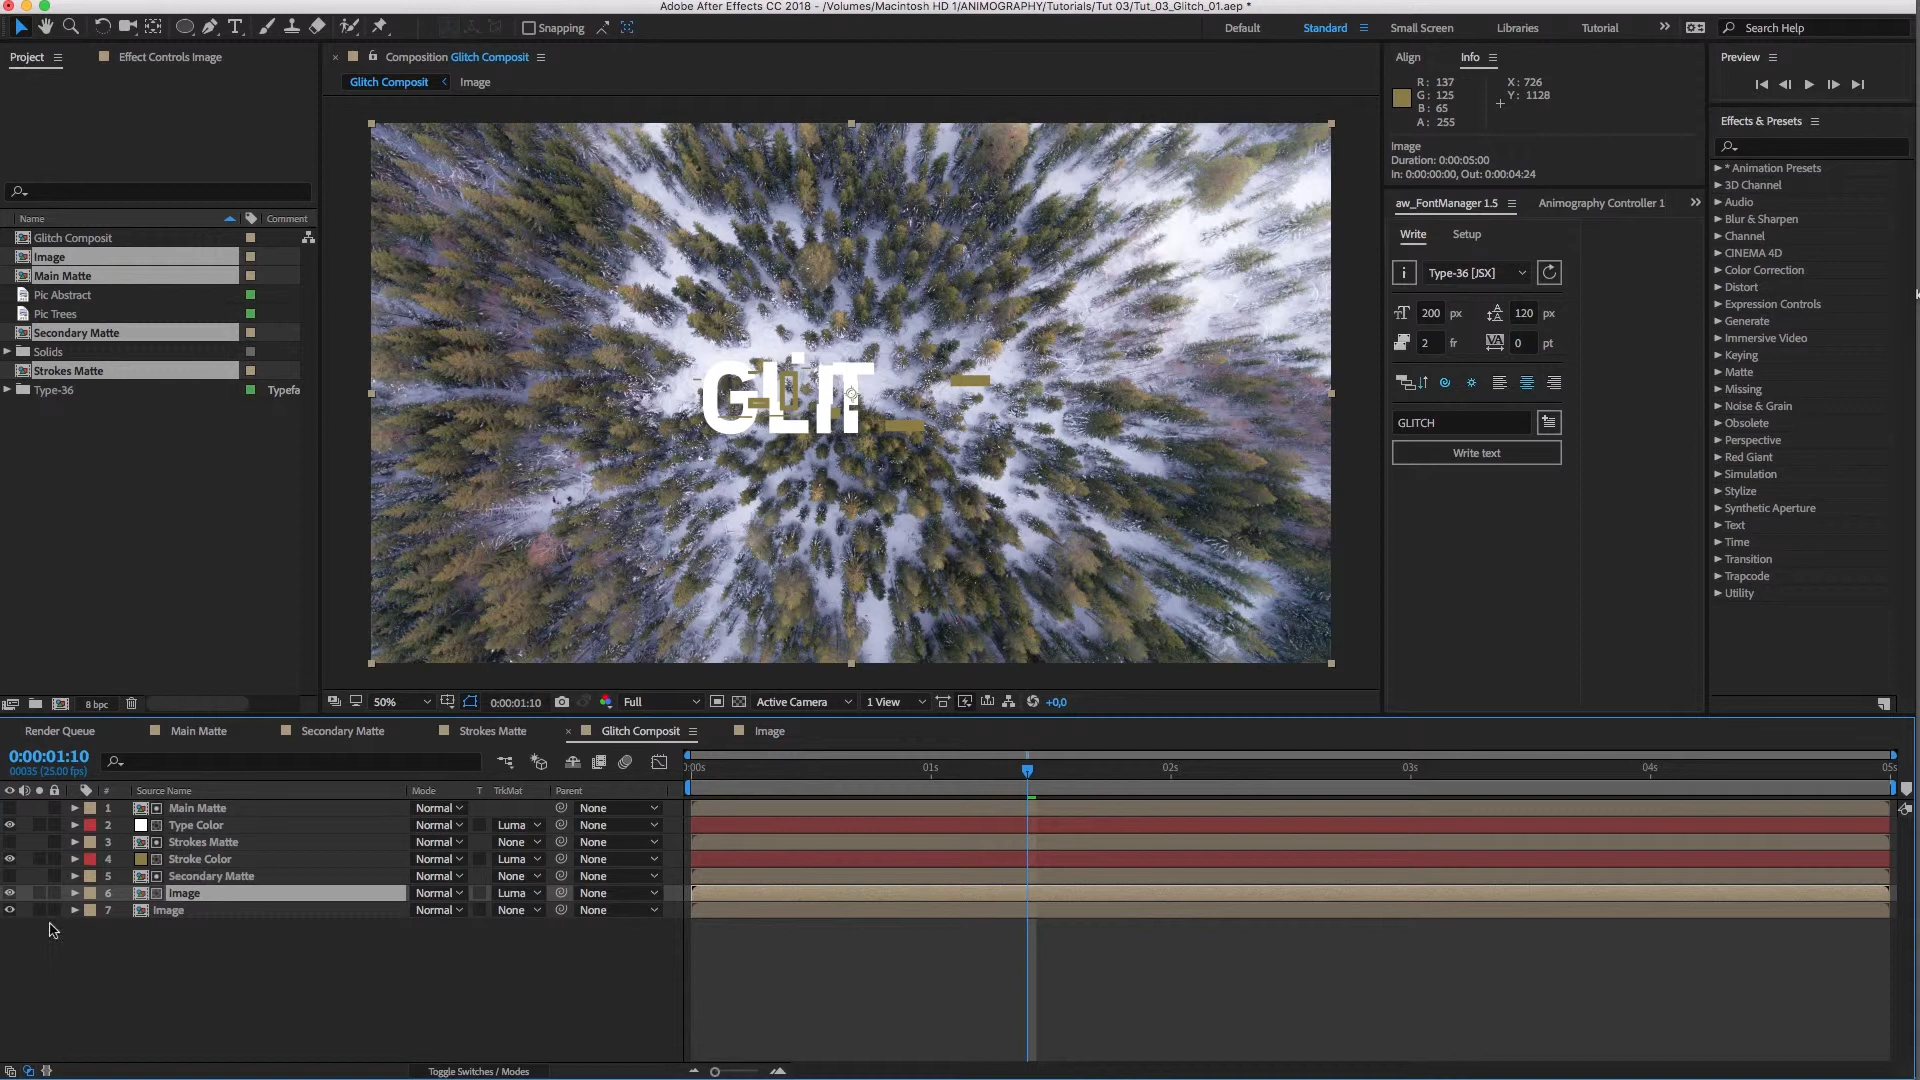 Adobe After Effects CC 2018 - /Volumes/Macintosh HD 1/ANIMOGRAPHY/Tutorials/Tut 03/Tut_03_Glitch_01.aep *
Snapping
Default
Standard
Small Screen
Libraries
Tutorial
Search Help
Project
Effect Controls Image
Composition Glitch Composit
Glitch Composit
Image
Name
Comment
Glitch Composit
Image
Main Matte
Pic Abstract
Pic Trees
Secondary Matte
Solids
Strokes Matte
Type-36
Typefa
8 bpc
GLIT
50%
0:00:01:10
Full
Active Camera
1 View
+0,0
Align
Info
R: 137
G: 125
B: 65
A: 255
X: 726
Y: 1128
Image
Duration: 0:00:05:00
In: 0:00:00:00, Out: 0:00:04:24
aw_FontManager 1.5
Animography Controller 1
Write
Setup
i
Type-36 [JSX]
200 px
120 px
2 fr
0 pt
GLITCH
Write text
Preview
Effects & Presets
* Animation Presets
3D Channel
Audio
Blur & Sharpen
Channel
CINEMA 4D
Color Correction
Distort
Expression Controls
Generate
Immersive Video
Keying
Matte
Missing
Noise & Grain
Obsolete
Perspective
Red Giant
Simulation
Stylize
Synthetic Aperture
Text
Time
Transition
Trapcode
Utility
Render Queue
Main Matte
Secondary Matte
Strokes Matte
Glitch Composit
Image
0:00:01:10
00035 (25.00 fps)
:00s
01s
02s
03s
04s
05s
# Source Name Mode T TrkMat Parent
1 Main Matte Normal None
2 Type Color Normal Luma None
3 Strokes Matte Normal None None
4 Stroke Color Normal Luma None
5 Secondary Matte Normal None None
6 Image Normal Luma None
7 Image Normal None None
Toggle Switches / Modes